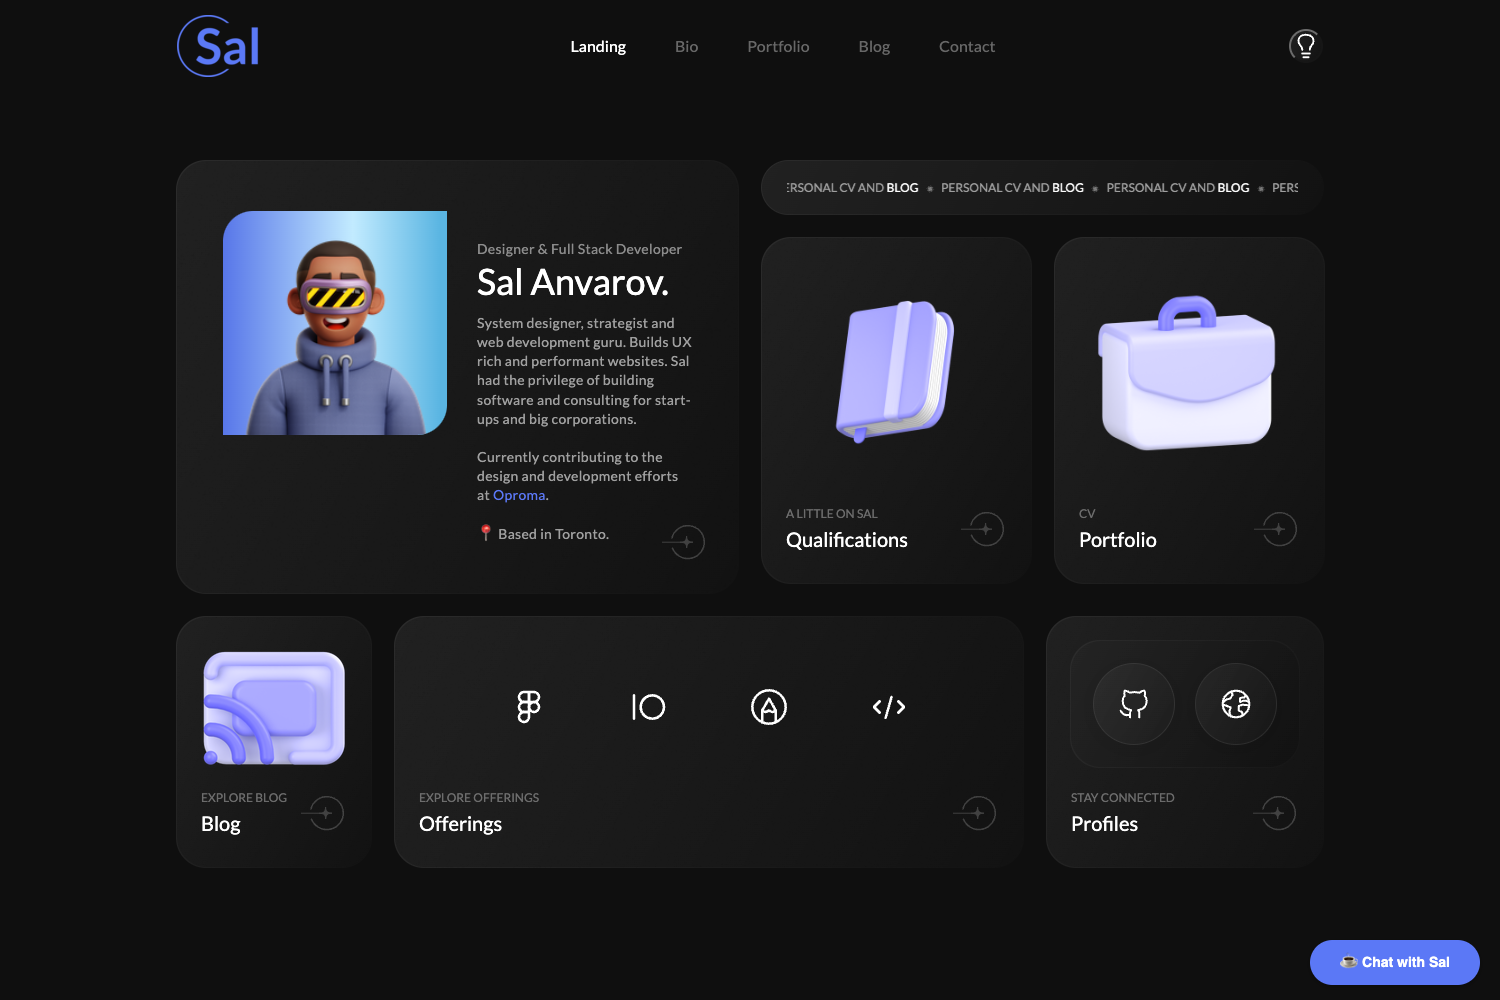 Sal
Landing
Bio
Portfolio
Blog
Contact
Designer & Full Stack Developer
Sal Anvarov.
System designer, strategist and
web development guru. Builds UX
rich and performant websites. Sal
had the privilege of building
software and consulting for start-
ups and big corporations.
Currently contributing to the
design and development efforts
at Oproma.
Based in Toronto.
ERSONAL CV AND BLOG PERSONAL CV AND BLOG PERSONAL CV AND BLOG PERS
A LITTLE ON SAL
Qualifications
CV
Portfolio
EXPLORE BLOG
Blog
EXPLORE OFFERINGS
Offerings
STAY CONNECTED
Profiles
Chat with Sal